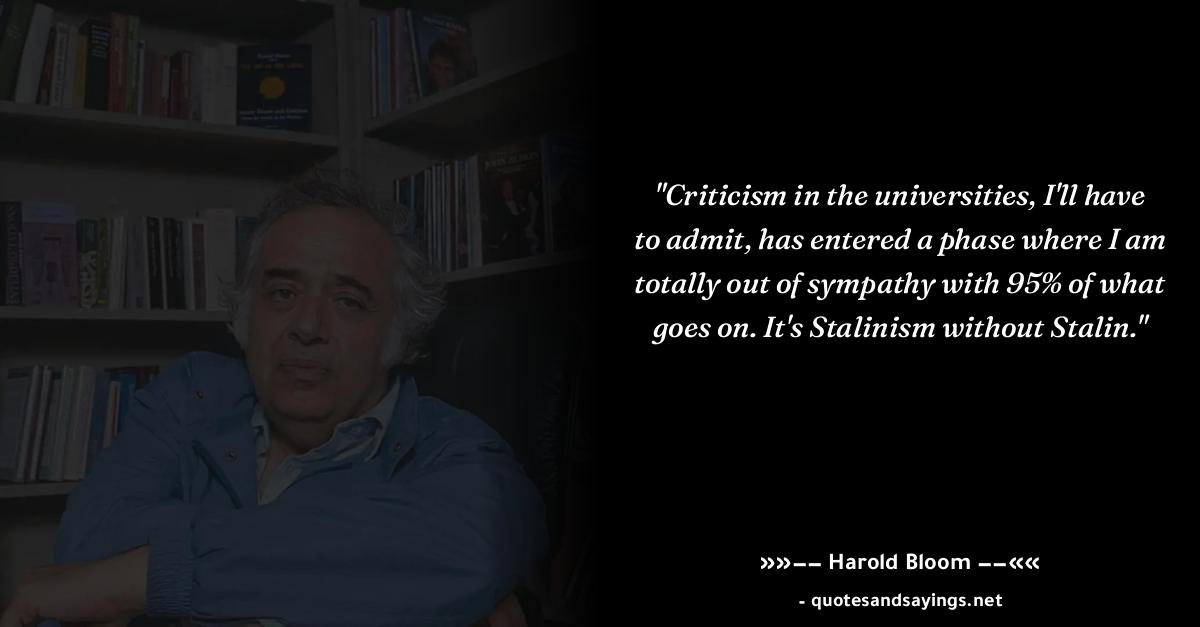 "Criticism in the universities, I'll have
to admit, has entered a phase where I am
totally out of sympathy with 95% of what
goes on. It's Stalinism without Stalin."
»»–– Harold Bloom ––««
- quotesandsayings.net